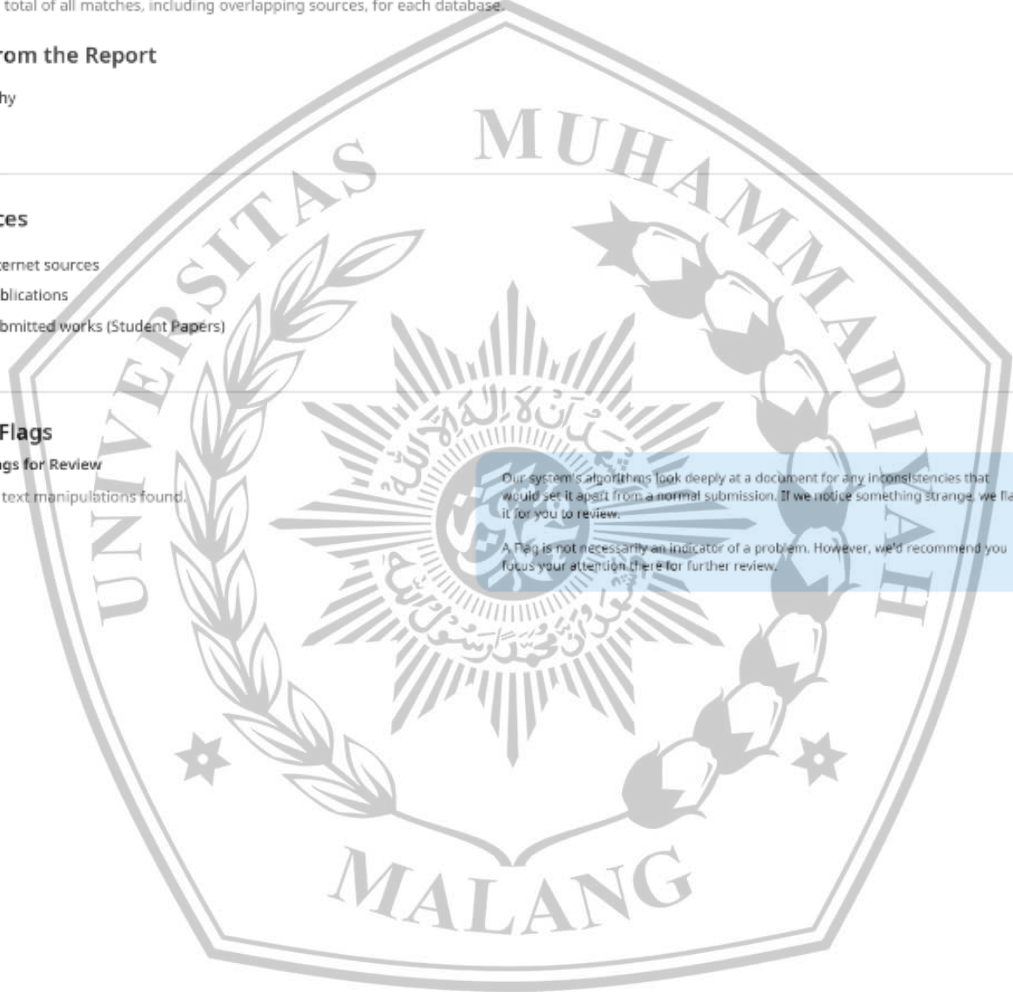 total of all matches, including overlapping sources, for each database.
rom the Report
hy
UNIVERSITAS MUHAMMADIYAH
ces
ternet sources
blications
bmitted works (Student Papers)
Flags
gs for Review
text manipulations found.
Our system's algorithms look deeply at a document for any inconsistencies that
would set it apart from a normal submission. If we notice something strange, we fla
it for you to review.
A Flag is not necessarily an indicator of a problem. However, we'd recommend you
focus your attention there for further review.
MALANG